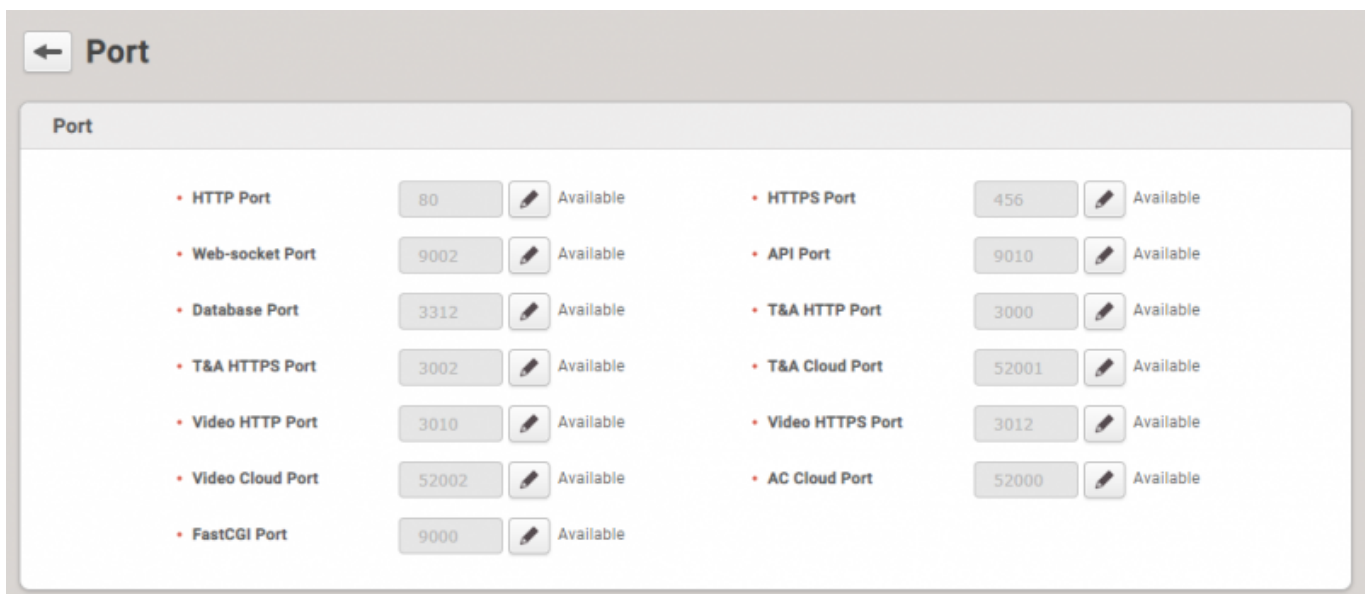 Port
Port
• HTTP Port 80 Available • HTTPS Port 456 Available
• Web-socket Port 9002 Available • API Port 9010 Available
• Database Port 3312 Available • T&A HTTP Port 3000 Available
• T&A HTTPS Port 3002 Available • T&A Cloud Port 52001 Available
• Video HTTP Port 3010 Available • Video HTTPS Port 3012 Available
• Video Cloud Port 52002 Available • AC Cloud Port 52000 Available
• FastCGI Port 9000 Available